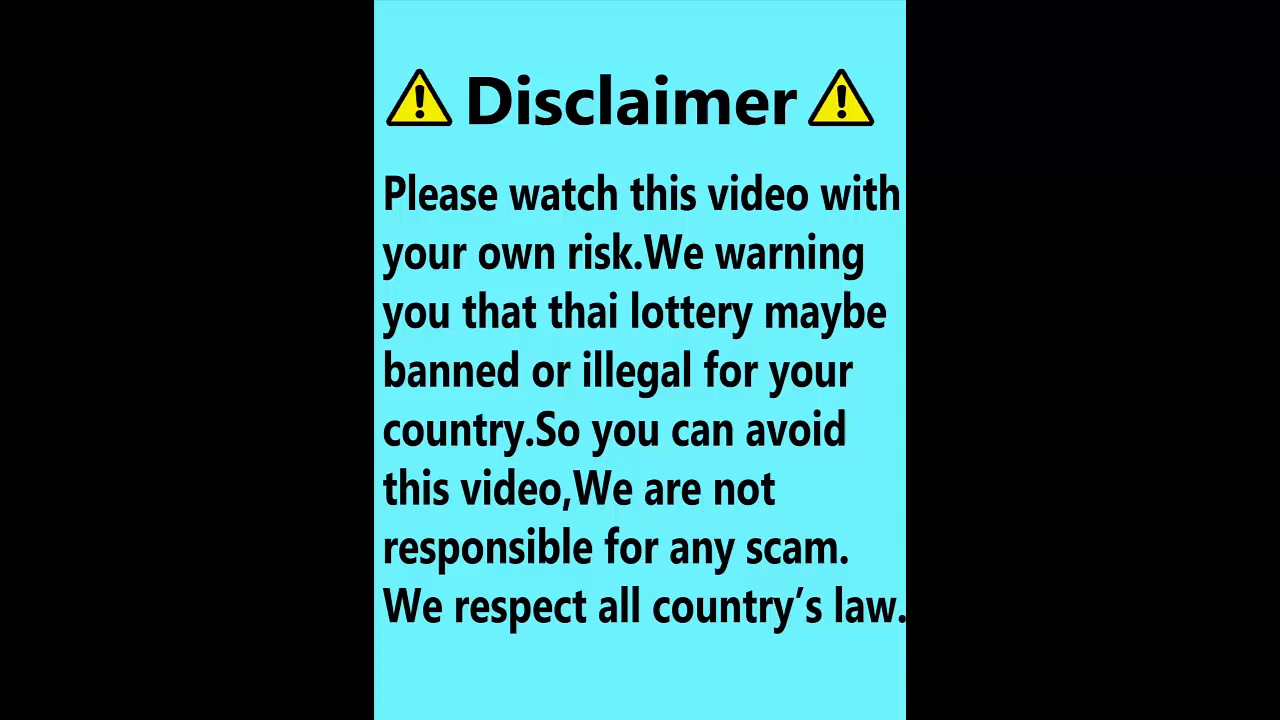 Disclaimer
Please watch this video with
your own risk.We warning
you that thai lottery maybe
banned or illegal for your
country.So you can avoid
this video,We are not
responsible for any scam.
We respect all country’s law.